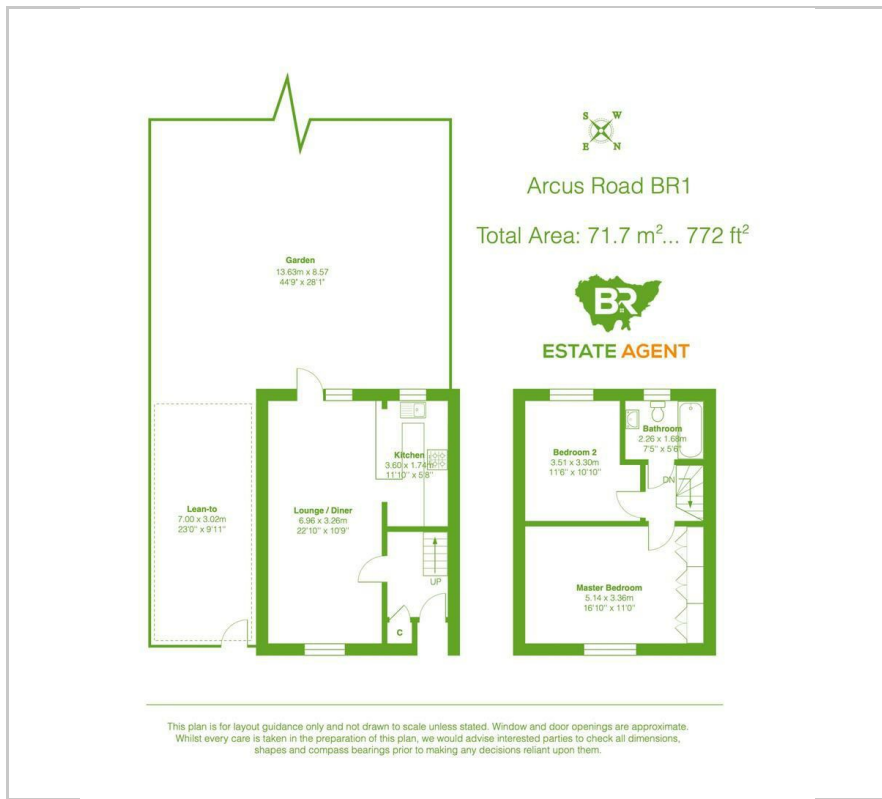 S W
E N
Arcus Road BR1
Total Area: 71.7 m²... 772 ft²
BR
ESTATE AGENT
Garden
13.63m x 8.57
44'9" x 28'1"
Lean-to
7.00 x 3.02m
23'0" x 9'11"
Lounge / Diner
6.96 x 3.26m
22'10" x 10'9"
Kitchen
3.60 x 1.74m
11'10" x 5'8"
UP
C
Bedroom 2
3.51 x 3.30m
11'6" x 10'10"
Bathroom
2.26 x 1.68m
7'5" x 5'6"
DN
Master Bedroom
5.14 x 3.36m
16'10" x 11'0"
This plan is for layout guidance only and not drawn to scale unless stated. Window and door openings are approximate.
Whilst every care is taken in the preparation of this plan, we would advise interested parties to check all dimensions,
shapes and compass bearings prior to making any decisions reliant upon them.